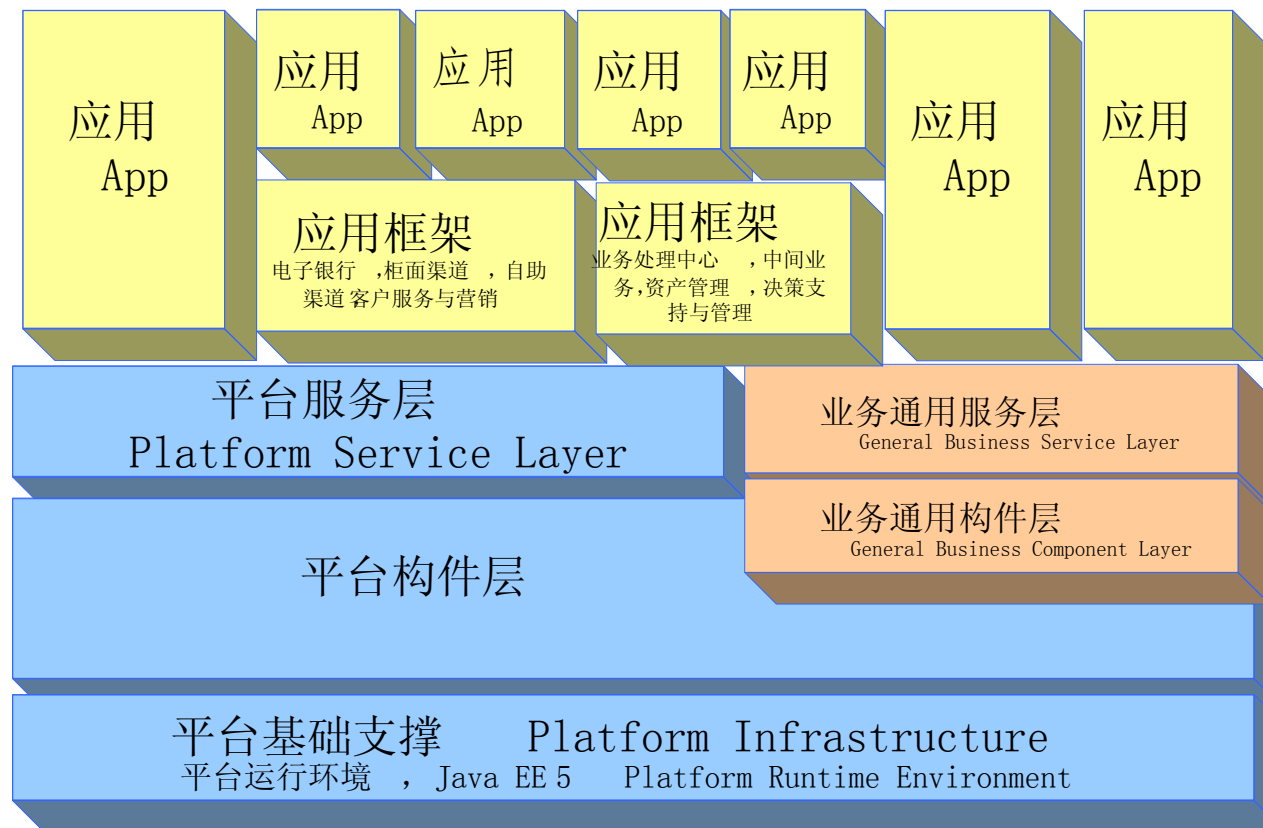 应用
App
应用
App
应用
App
应用
App
应用
App
应用
App
应用
App
应用框架
电子银行 ,柜面渠道 ,自助
渠道客户服务与营销
应用框架
业务处理中心 ,中间业
务,资产管理 ,决策支
持与管理
平台服务层
Platform Service Layer
业务通用服务层
General Business Service Layer
业务通用构件层
General Business Component Layer
平台构件层
平台基础支撑 Platform Infrastructure
平台运行环境 , Java EE 5 Platform Runtime Environment